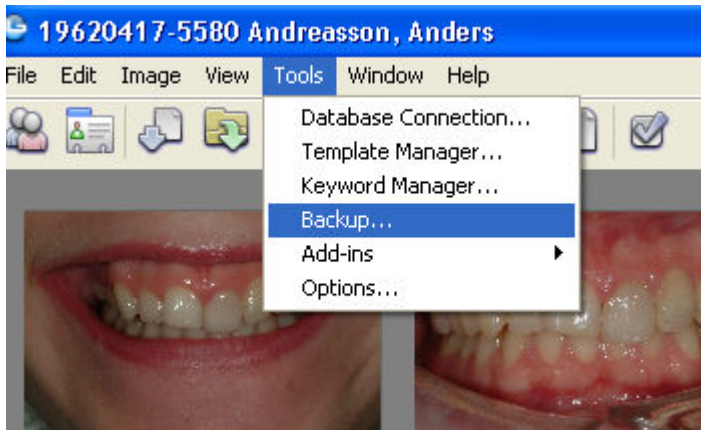 19620417-5580 Andreasson, Anders
File Edit Image View Tools Window Help
Database Connection...
Template Manager...
Keyword Manager...
Backup...
Add-ins
Options...